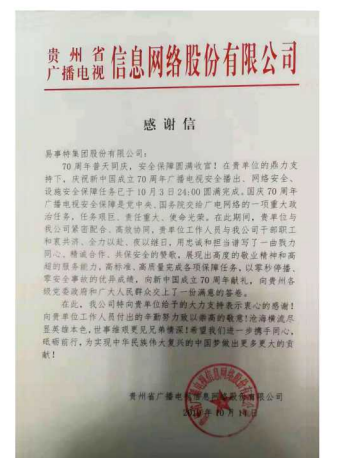 贵州省
广播电视 信息网络股份有限公司
感谢信
易事特集团股份有限公司：
70周年普天同庆，安全保障圆满收官！在贵单位的鼎力支
持下，庆祝新中国成立70周年广播电视安全播出、网络安全、
设施安全保障任务已于10月3日24:00圆满完成。国庆70周年
广播电视安全保障是党中央、国务院交给广电网络的一项重大政
治任务，任务艰巨、责任重大、使命光荣。在此期间，贵单位与
我公司紧密配合、高效协同，贵单位工作人员与我公司干部职工
和衷共济、全力以赴、夜以继日，用忠诚和担当谱写了一曲戮力
同心、精诚合作、共保安全的赞歌，展现出高度的敬业精神和高
超的服务能力，高标准、高质量完成各项保障任务，以零秒停播、
零安全事故的优异成绩，向新中国成立70周年献礼，向贵州各
级党委政府和广大人民群众交上了一份满意的答卷。
在此，我公司特向贵单位给予的大力支持表示衷心的感谢！
向贵单位工作人员付出的辛勤努力致以崇高的敬意！沧海横流尽
显英雄本色，世事维艰更见兄弟情深！希望我们进一步携手同心，
砥砺前行，为实现中华民族伟大复兴的中国梦做出更多更大的贡
献！
贵州省广播电视信息网络股份有限公司
2019年10月14日